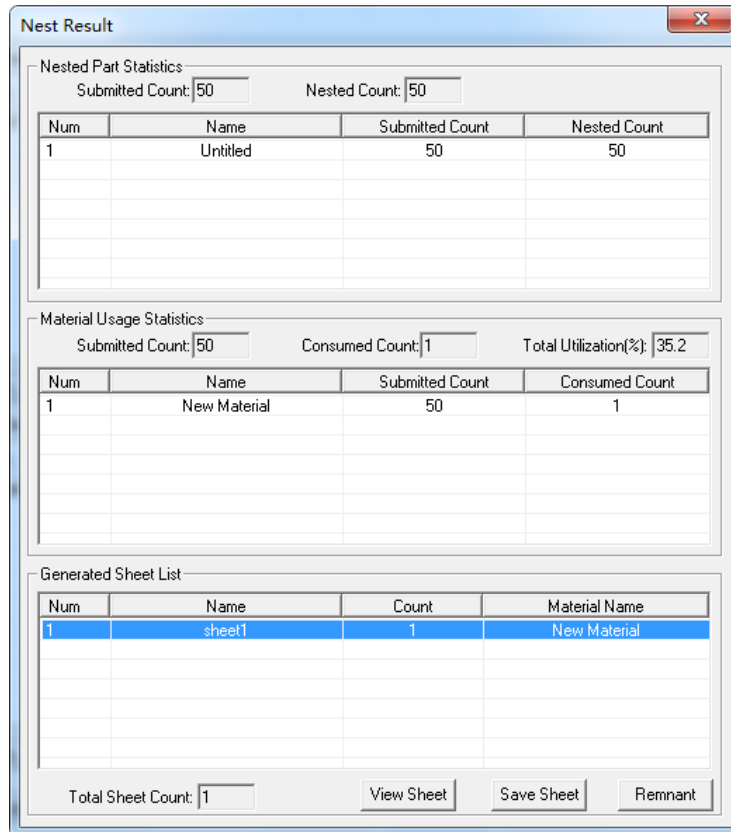 Nest Result
Nested Part Statistics
Submitted Count: 50 Nested Count: 50
Num Name Submitted Count Nested Count
1 Untitled 50 50
Material Usage Statistics
Submitted Count: 50 Consumed Count: 1 Total Utilization(%): 35.2
Num Name Submitted Count Consumed Count
1 New Material 50 1
Generated Sheet List
Num Name Count Material Name
1 sheet1 1 New Material
Total Sheet Count: 1 View Sheet Save Sheet Remnant